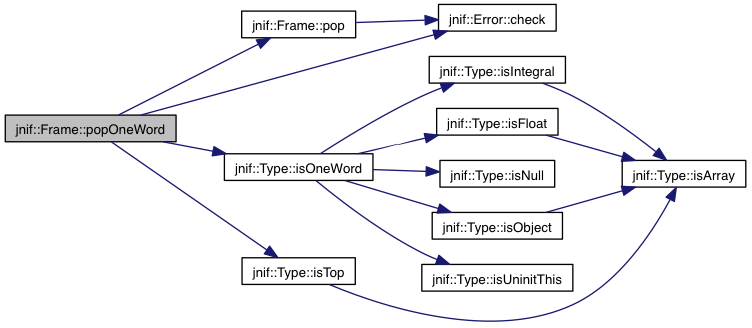 jnif::Frame::pop
jnif::Error::check
jnif::Type::isIntegral
jnif::Frame::popOneWord
jnif::Type::isFloat
jnif::Type::isOneWord
jnif::Type::isNull
jnif::Type::isArray
jnif::Type::isObject
jnif::Type::isTop
jnif::Type::isUninitThis